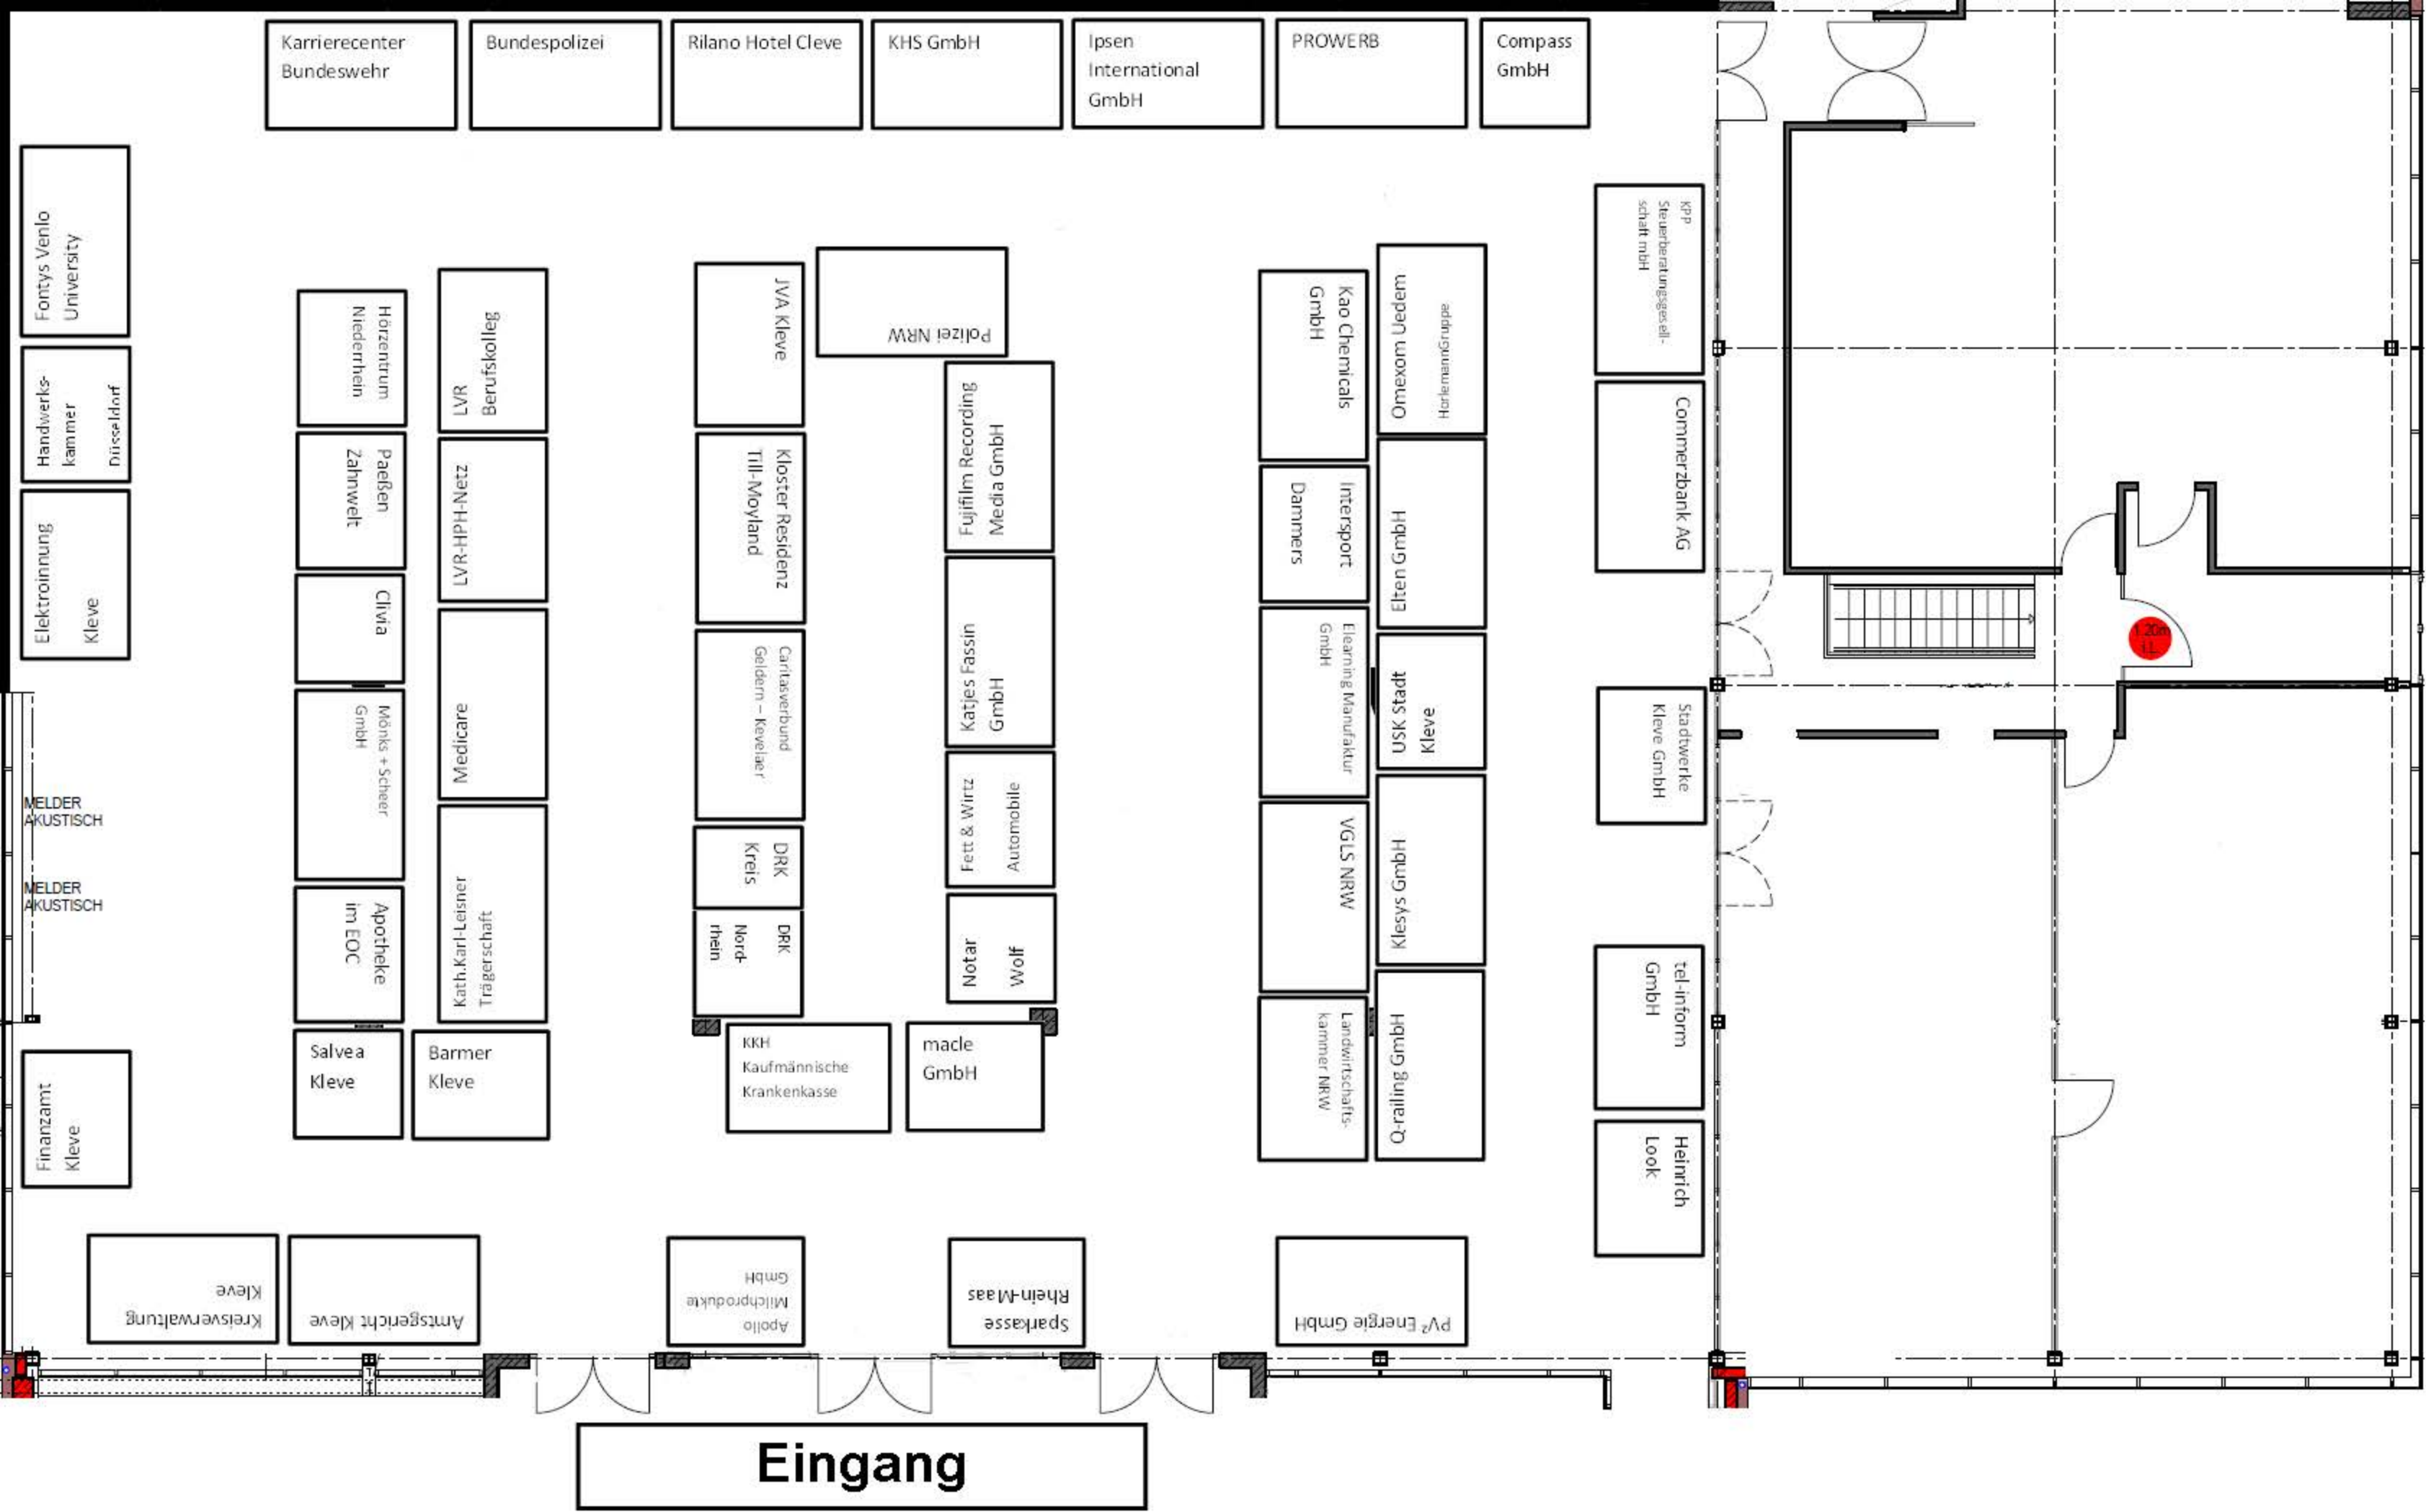 Karrierecenter
Bundeswehr
Bundespolizei
Rilano Hotel Cleve
KHS GmbH
Ipsen
International
GmbH
PROWERB
Compass
GmbH
Fontys Venlo
University
Handwerks-
kammer
Düsseldorf
Elektroinnung
Kleve
MELDER
AKUSTISCH
MELDER
AKUSTISCH
Finanzamt
Kleve
Hörzentrum
Niederrhein
Paeßen
Zahnwelt
Clivia
Mönks + Scheer
GmbH
Apotheke
im EOC
Salvea
Kleve
LVR
Berufskolleg
LVR-HPH-Netz
Medicare
Kath.Karl-Leisner
Trägerschaft
Barmer
Kleve
JVA Kleve
Kloster Residenz
Till-Moyland
Caritasverbund
Geldern – Kevelaer
DRK
Kreis
DRK
Nord-
rhein
KKH
Kaufmännische
Krankenkasse
Polizei NRW
Fujifilm Recording
Media GmbH
Katjes Fassin
GmbH
Fett & Wirtz
Automobile
Notar
Wolf
macle
GmbH
Kao Chemicals
GmbH
Intersport
Dammers
Elearning Manufaktur
GmbH
VGLS NRW
Landwirtschafts-
kammer NRW
Omexom Uedem
HorlemannGruppe
Elten GmbH
USK Stadt
Kleve
Klesys GmbH
Q-railing GmbH
KPP
Steuerberatungsgesell-
schaft mbH
Commerzbank AG
Stadtwerke
Kleve GmbH
tel-inform
GmbH
Heinrich
Look
1.20m
Kreisverwaltung
Kleve
Amtsgericht Kleve
Apollo
Milchprodukte
GmbH
Sparkasse
Rhein-Maas
PV² Energie GmbH
Eingang